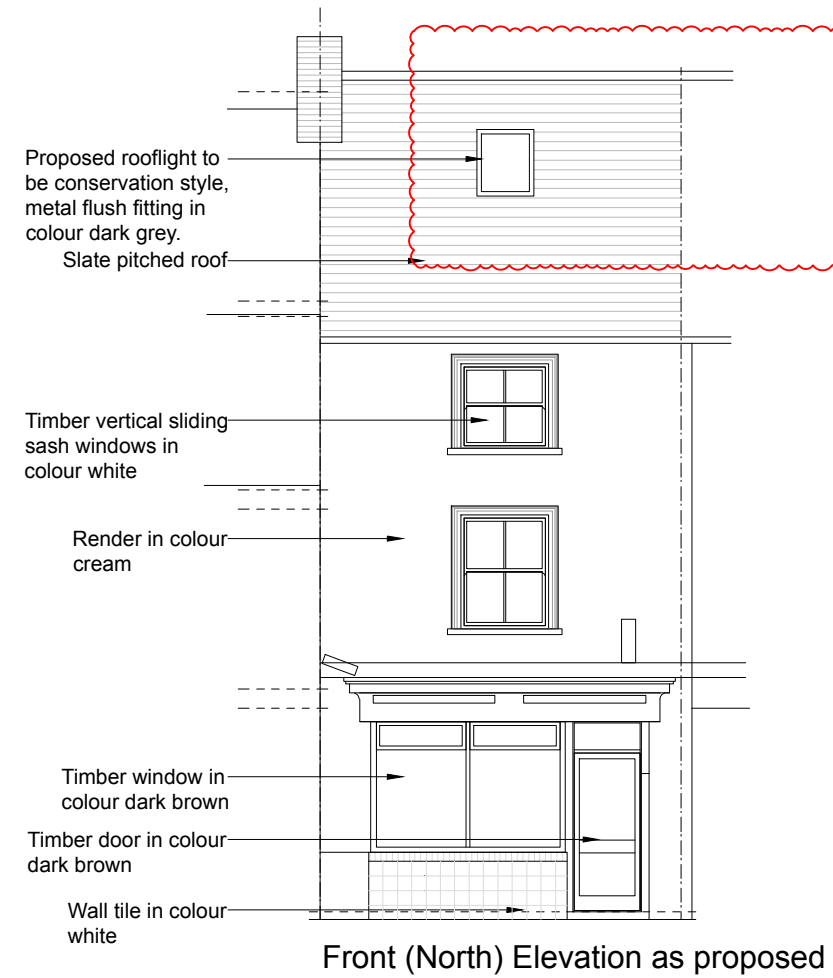 Proposed rooflight to
be conservation style,
metal flush fitting in
colour dark grey.
Slate pitched roof
Timber vertical sliding
sash windows in
colour white
Render in colour
cream
Timber window in
colour dark brown
Timber door in colour
dark brown
Wall tile in colour
white
Front (North) Elevation as proposed